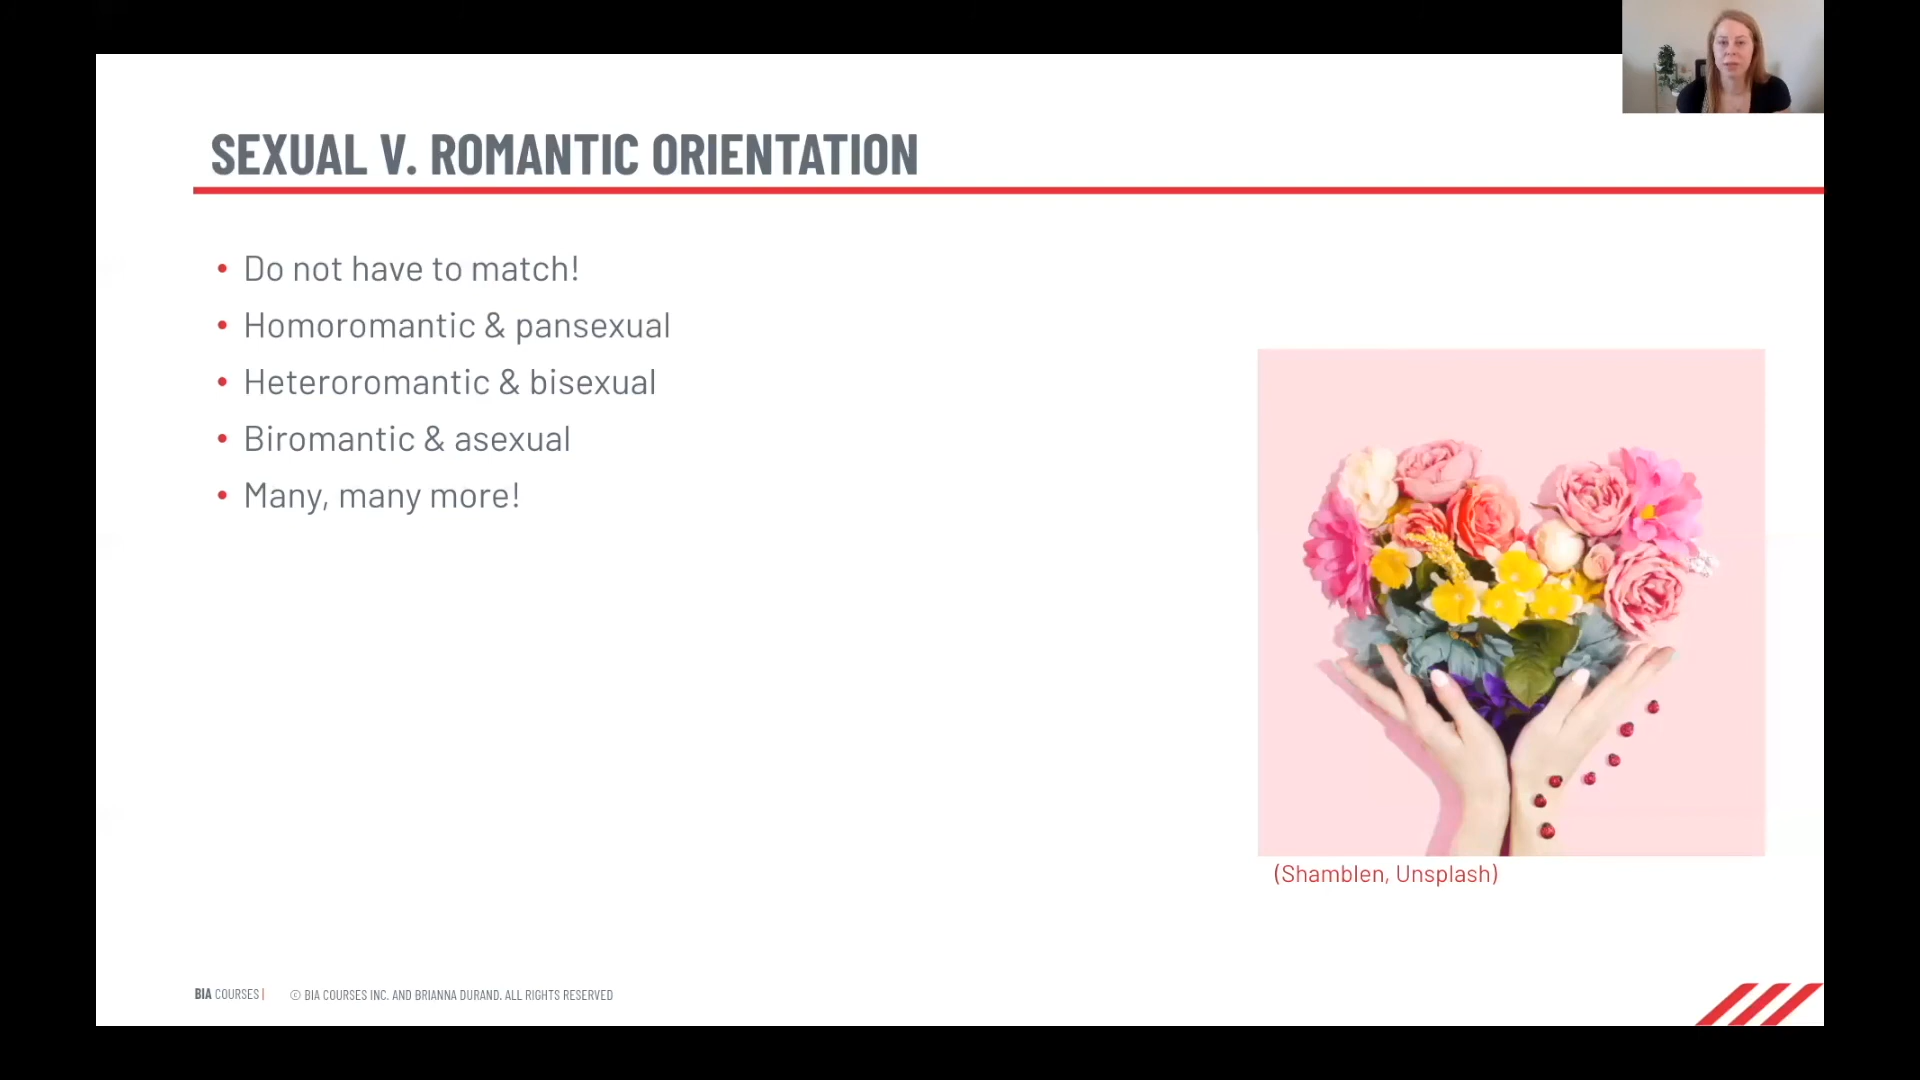 SEXUAL V. ROMANTIC ORIENTATION
• Do not have to match!
• Homoromantic & pansexual
• Heteroromantic & bisexual
• Biromantic & asexual
• Many, many more!
(Shamblen, Unsplash)
BIA COURSES | © BIA COURSES INC. AND BRIANNA DURAND. ALL RIGHTS RESERVED